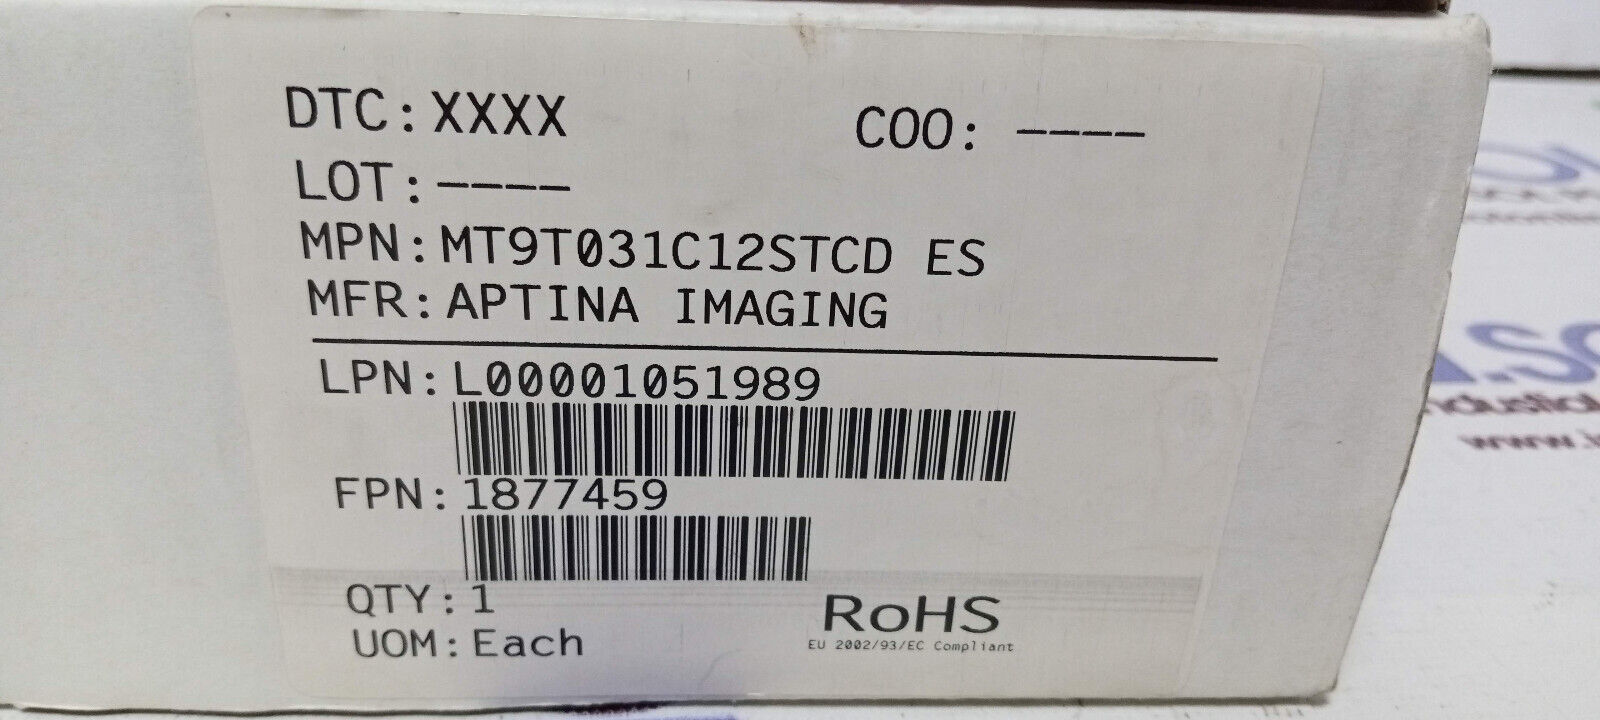 DTC: XXXX COO: ----
LOT: ----
MPN: MT9T031C12STCD ES
MFR: APTINA IMAGING
LPN: L00001051989
FPN: 1877459
QTY: 1
UOM: Each
RoHS
EU 2002/93/EC Compliant